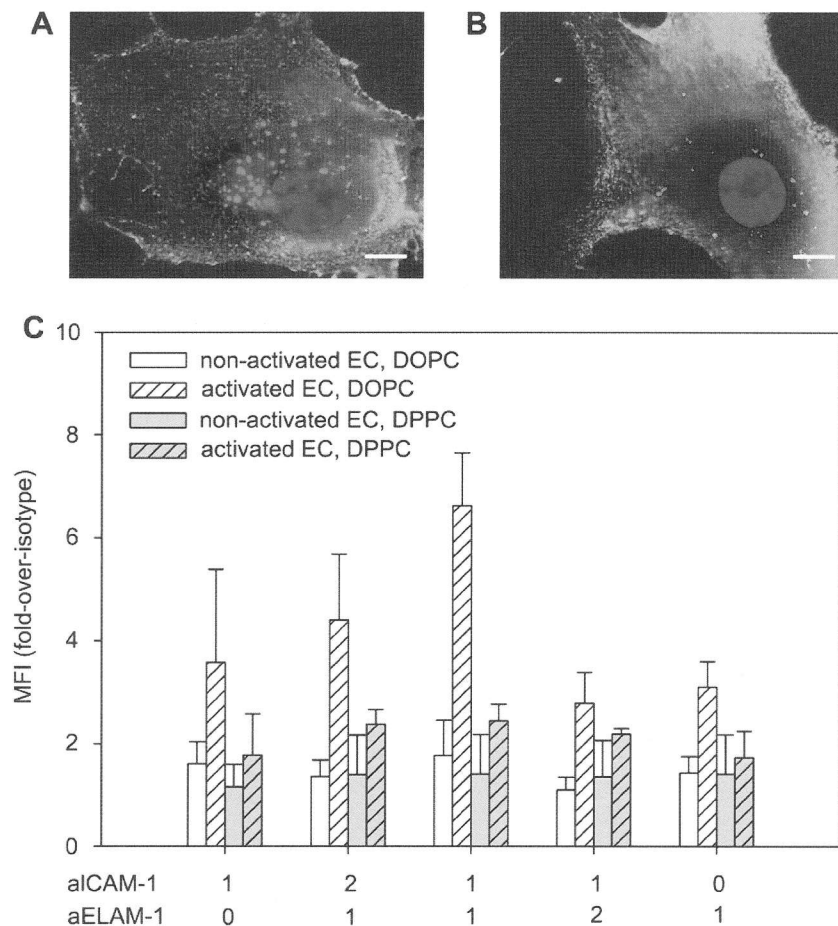 A
B
C
10
8
6
4
2
0
MFI (fold-over-isotype)
non-activated EC, DOPC
activated EC, DOPC
non-activated EC, DPPC
activated EC, DPPC
aICAM-1 1 2 1 1 0
aELAM-1 0 1 1 2 1